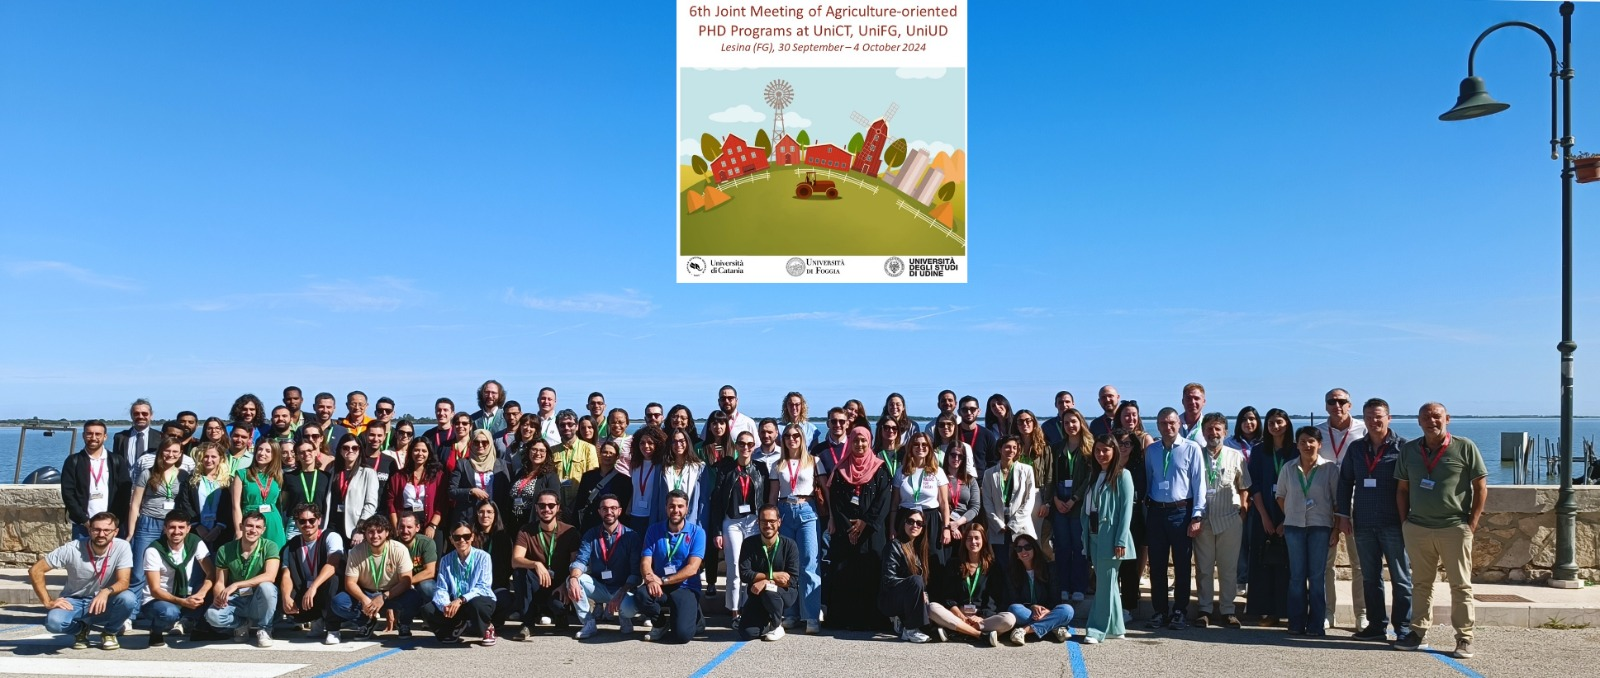 6th Joint Meeting of Agriculture-oriented
PHD Programs at UniCT, UniFG, UniUD
Lesina (FG), 30 September – 4 October 2024
Università
di Catania
Università
di Foggia
UNIVERSITÀ
DEGLI STUDI
DI UDINE